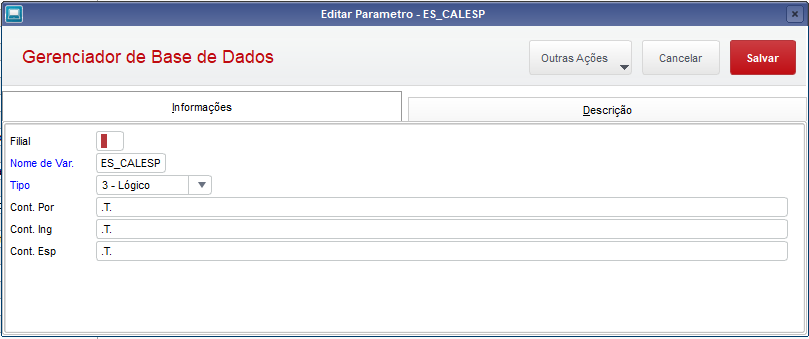 Editar Parametro - ES_CALESP
Gerenciador de Base de Dados
Outras Ações
Cancelar
Salvar
Informações
Descrição
Filial
Nome de Var. ES_CALESP
Tipo 3 - Lógico
Cont. Por .T.
Cont. Ing .T.
Cont. Esp .T.